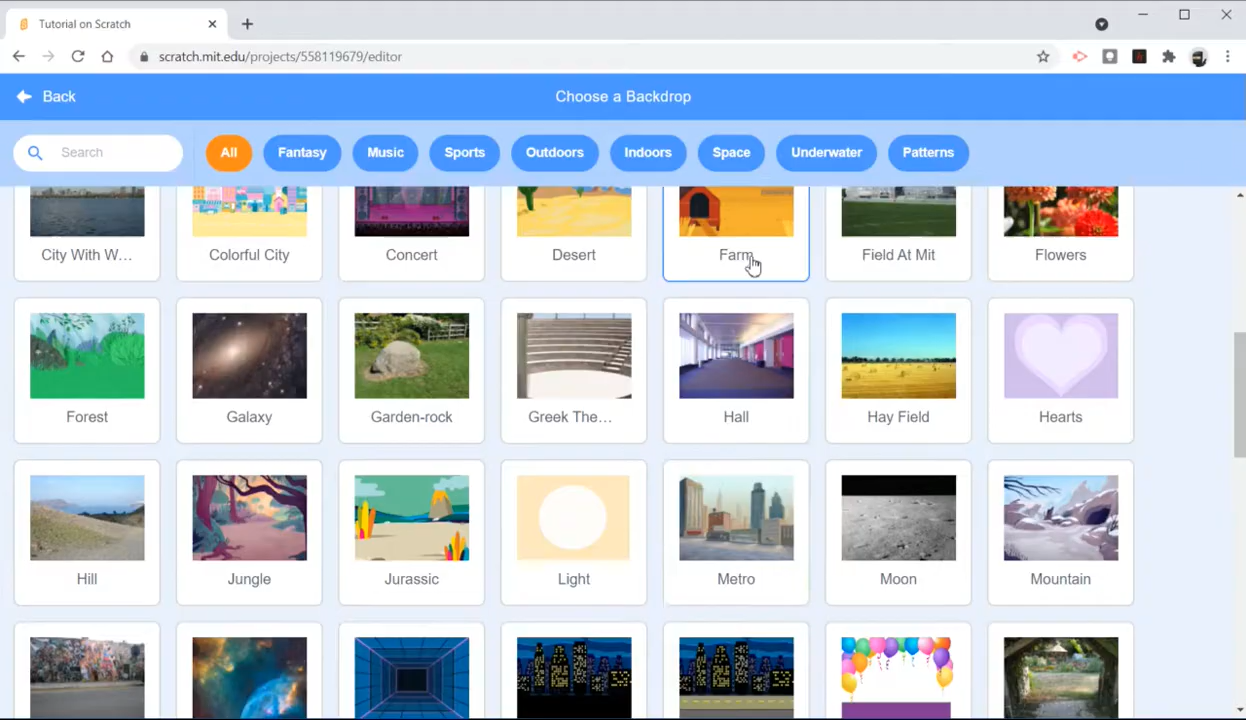 Tutorial on Scratch
scratch.mit.edu/projects/558119679/editor
Back
Choose a Backdrop
Search
All
Fantasy
Music
Sports
Outdoors
Indoors
Space
Underwater
Patterns
City With W...
Colorful City
Concert
Desert
Farm
Field At Mit
Flowers
Forest
Galaxy
Garden-rock
Greek The...
Hall
Hay Field
Hearts
Hill
Jungle
Jurassic
Light
Metro
Moon
Mountain